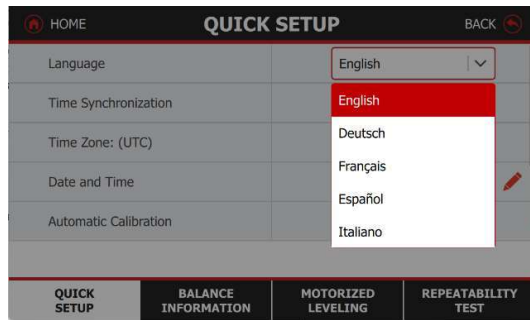 HOME
QUICK SETUP
BACK
Language
English
Time Synchronization
English
Time Zone: (UTC)
Deutsch
Français
Date and Time
Español
Automatic Calibration
Italiano
QUICK SETUP
BALANCE INFORMATION
MOTORIZED LEVELING
REPEATABILITY TEST